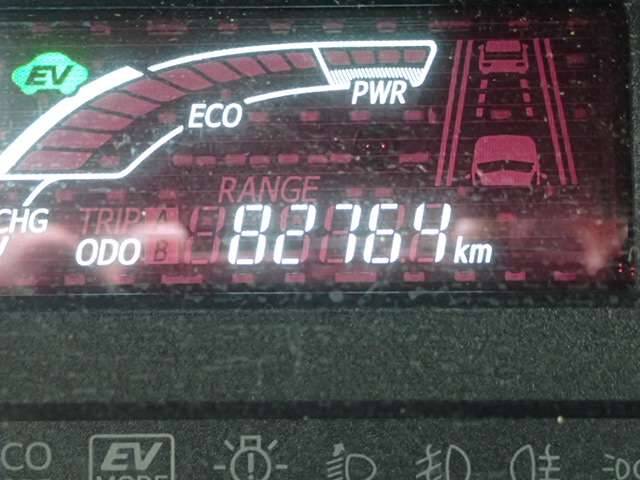 EV
ECO
PWR
RANGE
CHG
TRIP A
ODO B 82764 km
ECO
EV
MODE